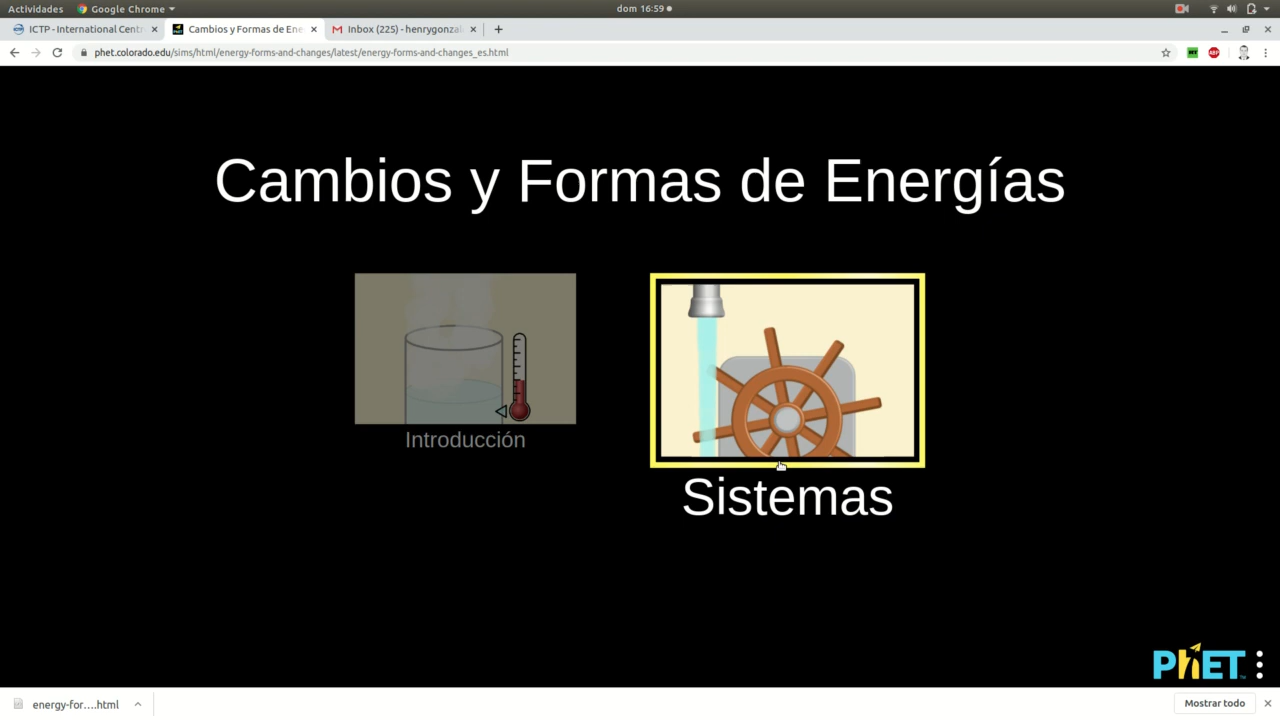 Actividades Google Chrome dom 16:59
ICTP - International Cent Cambios y Formas de Ene Inbox (225) - henrygonza
phet.colorado.edu/sims/html/energy-forms-and-changes/latest/energy-forms-and-changes_es.html
Cambios y Formas de Energías
Introducción
Sistemas
PhET
energy-for....html Mostrar todo